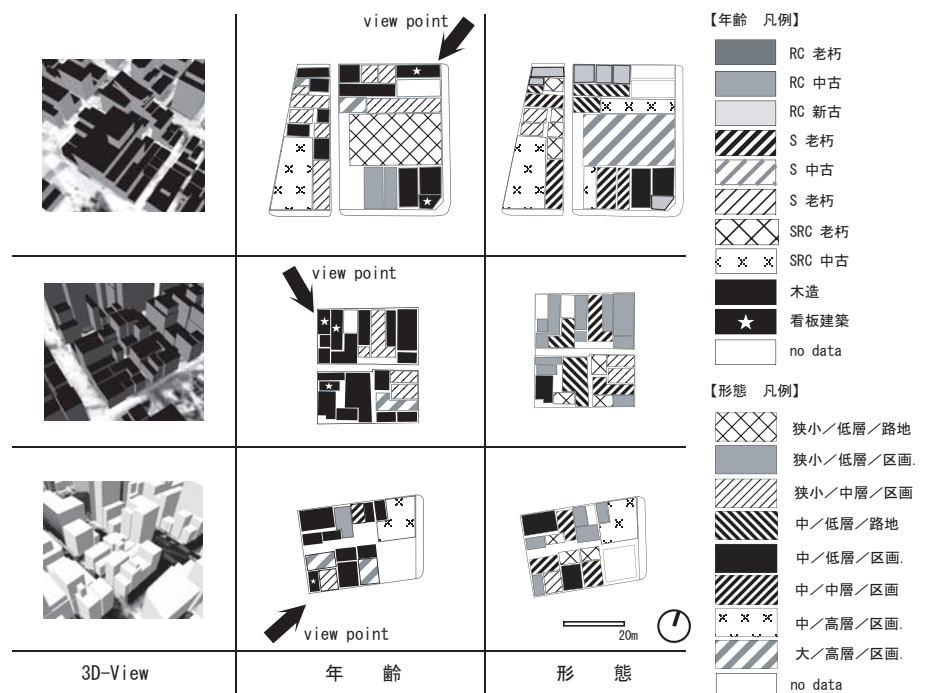 view point
view point
view point
20m
3D-View
年 齢
形 態
【年齢 凡例】
RC 老朽
RC 中古
RC 新古
S 老朽
S 中古
S 老朽
SRC 老朽
SRC 中古
木造
看板建築
no data
【形態 凡例】
狭小／低層／路地
狭小／低層／区画.
狭小／中層／区画
中／低層／路地
中／低層／区画.
中／中層／区画
中／高層／区画.
大／高層／区画.
no data